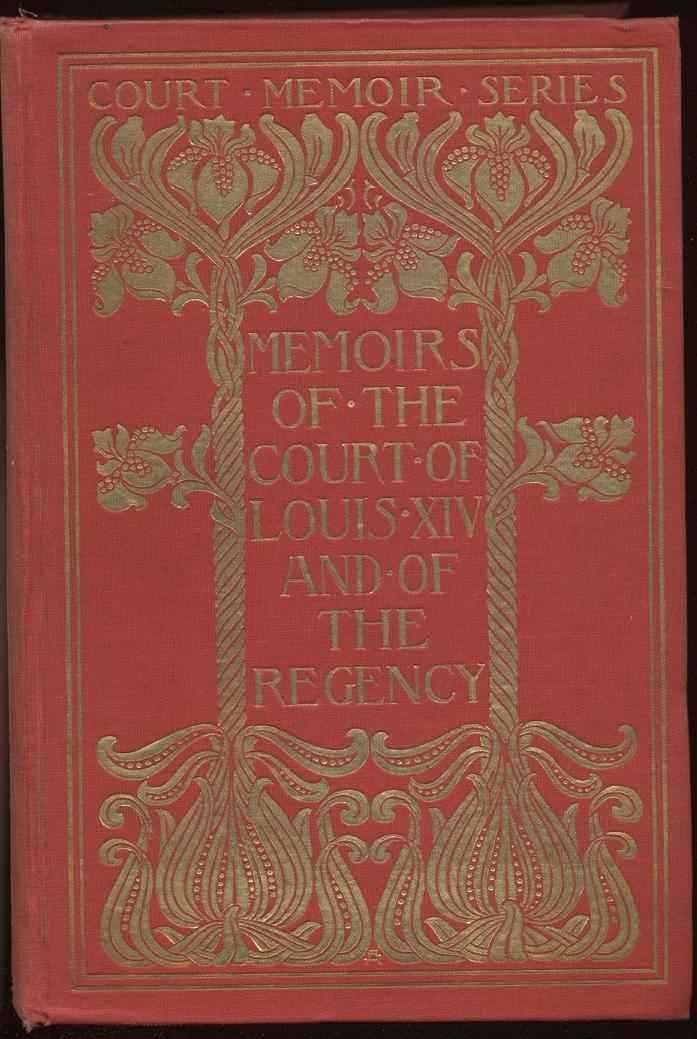 COURT · MEMOIR · SERIES
MEMOIRS
OF · THE
COURT · OF
LOUIS · XIV
AND · OF
THE
REGENCY